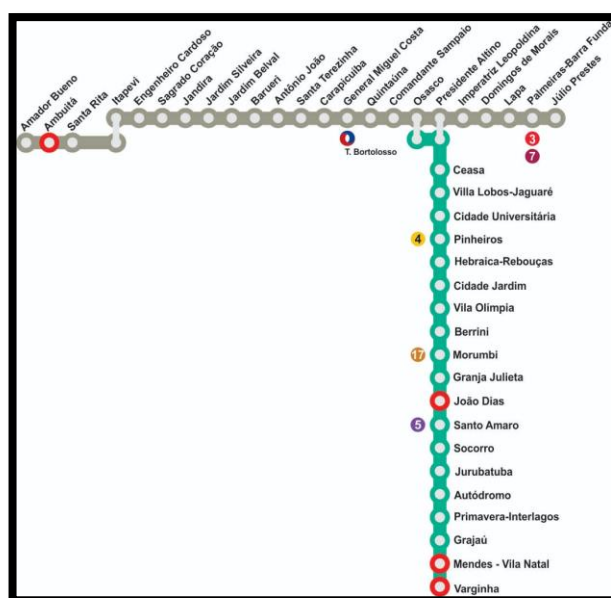 Amador Bueno
Ambuitá
Santa Rita
Itapevi
Engenheiro Cardoso
Sagrado Coração
Jandira
Jardim Silveira
Jardim Belval
Barueri
Antônio João
Santa Terezinha
Carapicuiba
General Miguel Costa
Quintaúna
Comandante Sampaio
Osasco
Presidente Altino
Imperatriz Leopoldina
Domingos de Morais
Lapa
Palmeiras-Barra Funda
Júlio Prestes
T. Bortolosso
3
7
Ceasa
Villa Lobos-Jaguaré
Cidade Universitária
4 Pinheiros
Hebraica-Rebouças
Cidade Jardim
Vila Olímpia
Berrini
17 Morumbi
Granja Julieta
João Dias
5 Santo Amaro
Socorro
Jurubatuba
Autódromo
Primavera-Interlagos
Grajaú
Mendes - Vila Natal
Varginha